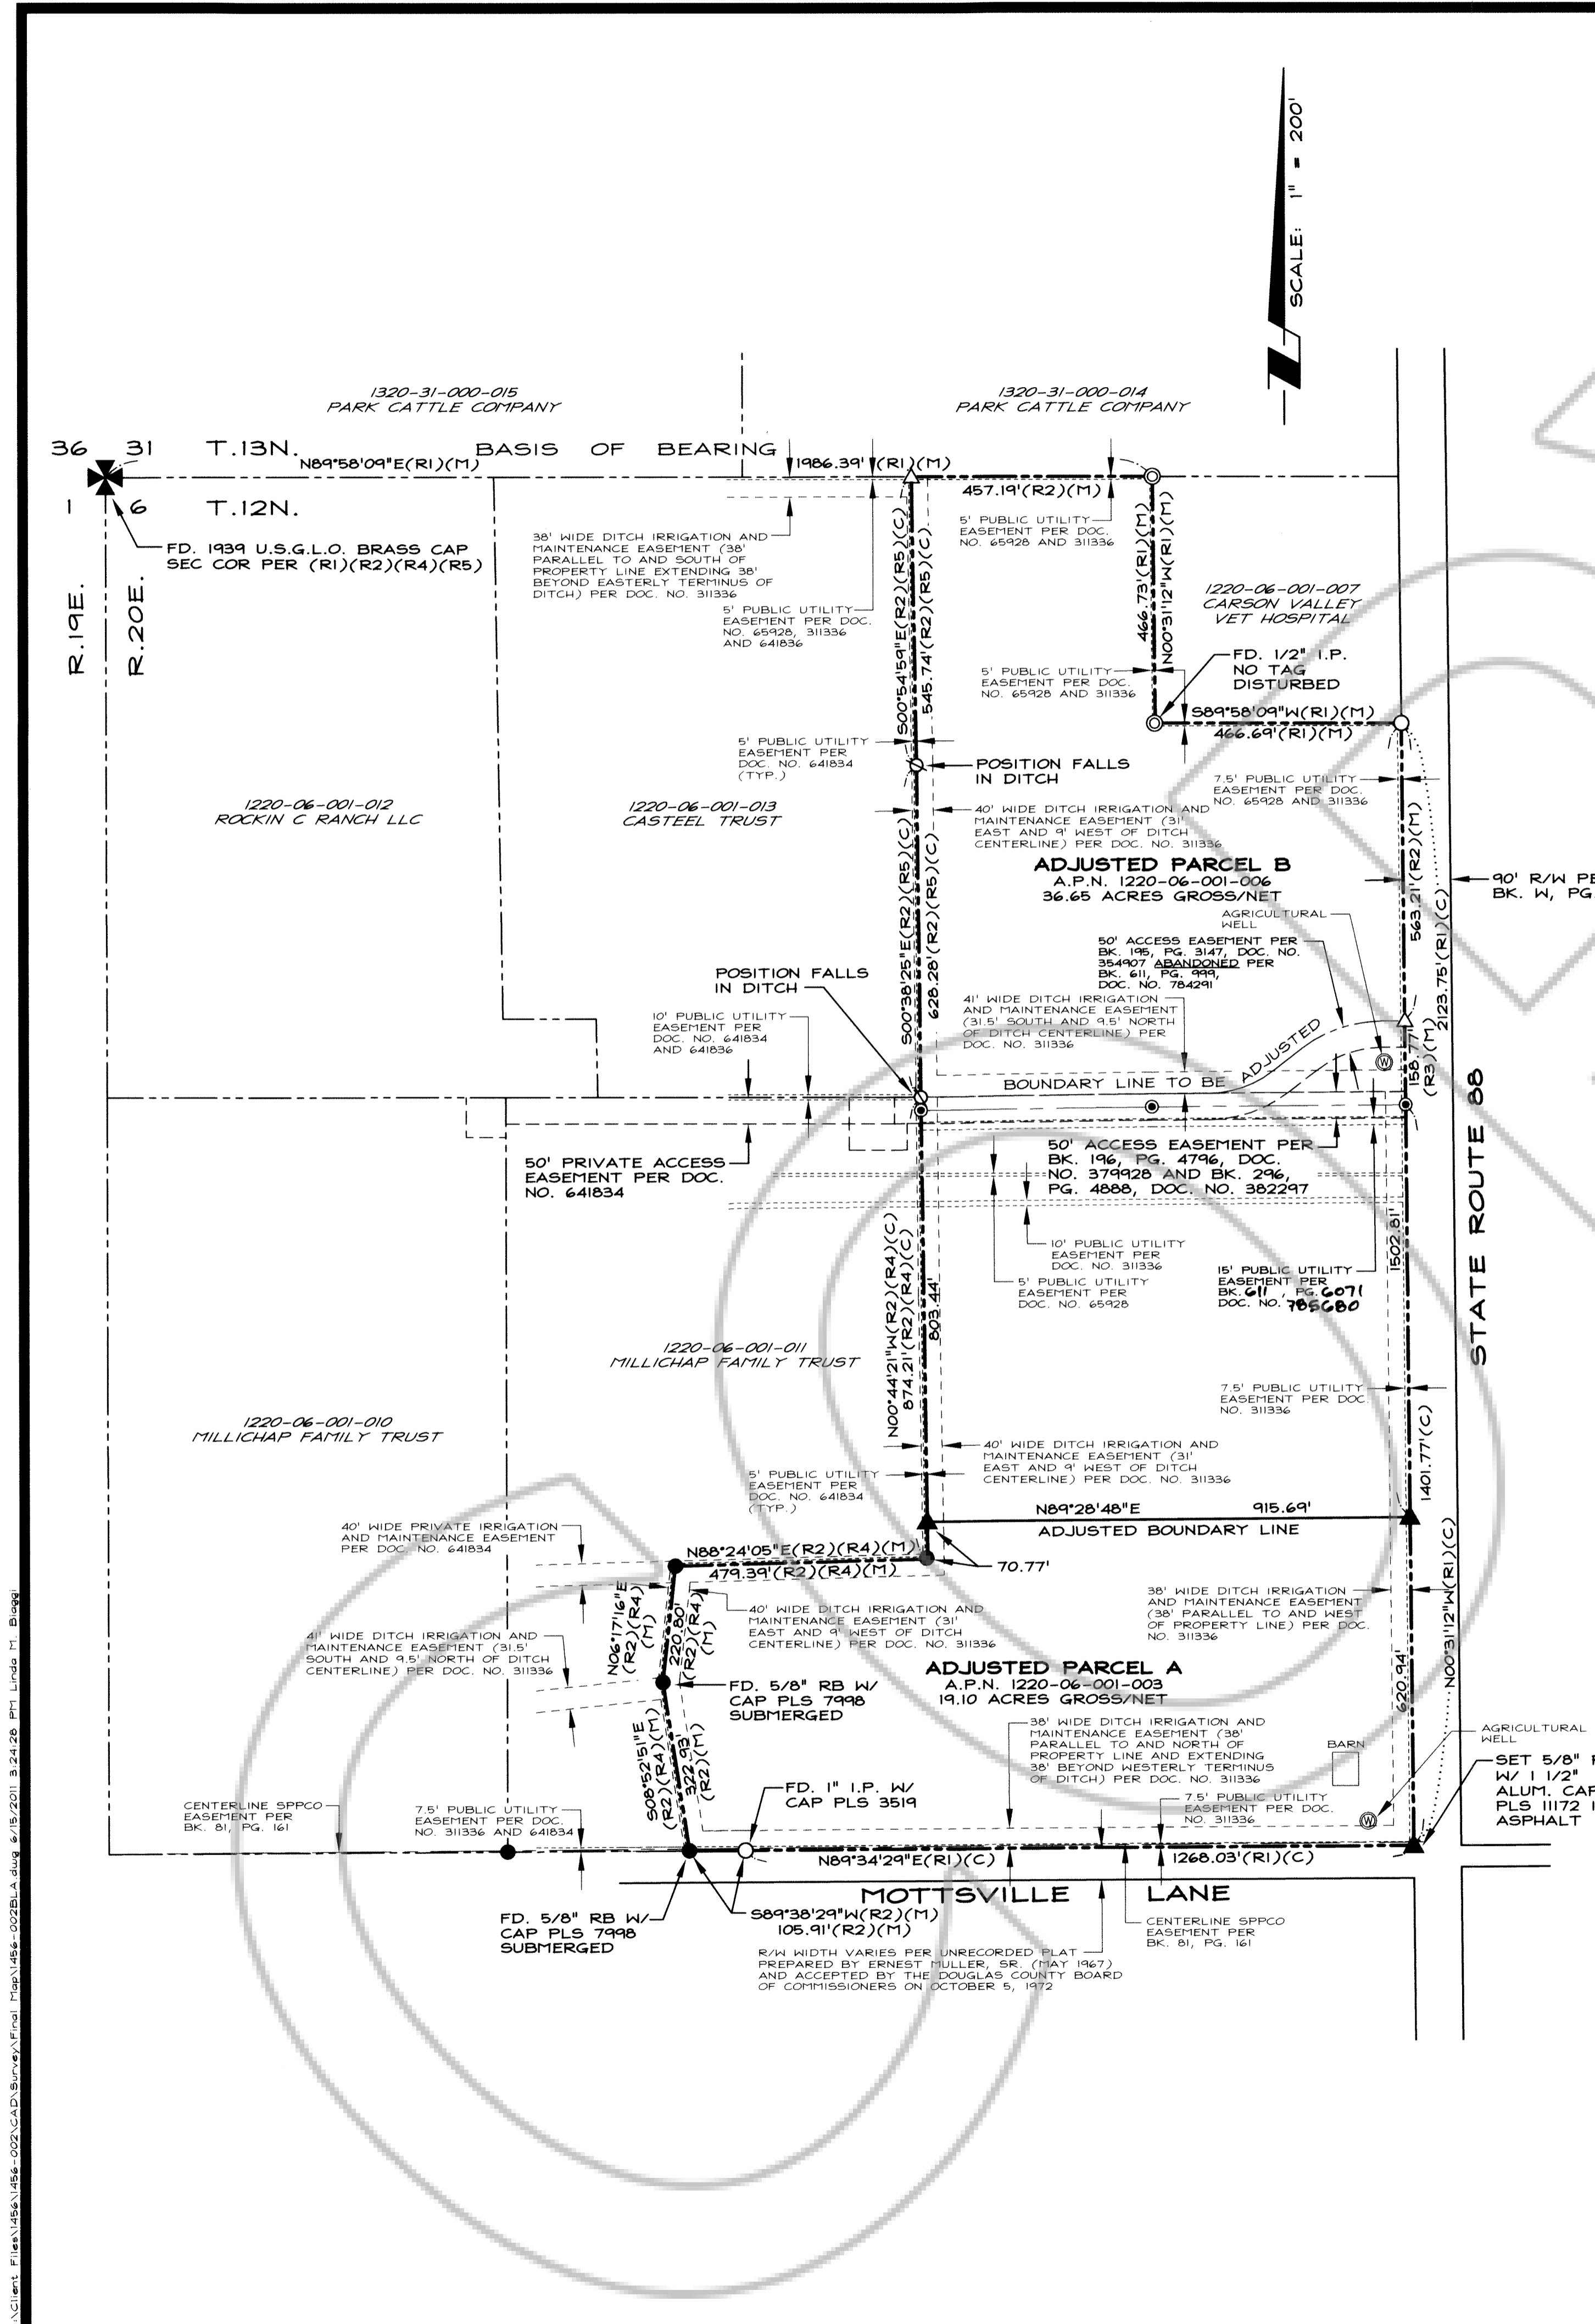 SCALE: 1" = 200'
1320-31-000-015
PARK CATTLE COMPANY
1320-31-000-014
PARK CATTLE COMPANY
36 31 T.13N. BASIS OF BEARING
N89°58'09"E(R1)(M)
1986.39' (R1)(M)
1 6 T.12N.
457.19'(R2)(M)
R.19E.
R.20E.
FD. 1939 U.S.G.L.O. BRASS CAP
SEC COR PER (R1)(R2)(R4)(R5)
38' WIDE DITCH IRRIGATION AND
MAINTENANCE EASEMENT (38'
PARALLEL TO AND SOUTH OF
PROPERTY LINE EXTENDING 38'
BEYOND EASTERLY TERMINUS OF
DITCH) PER DOC. NO. 311336
5' PUBLIC UTILITY
EASEMENT PER DOC.
NO. 65928, 311336
AND 641836
S00°54'59"E(R2)(R5)(C)
545.74'(R2)(R5)(C)
5' PUBLIC UTILITY
EASEMENT PER DOC.
NO. 65928 AND 311336
466.73'(R1)(M)
N00°31'12"W(R1)(M)
1220-06-001-007
CARSON VALLEY
VET HOSPITAL
FD. 1/2" I.P.
NO TAG
DISTURBED
5' PUBLIC UTILITY
EASEMENT PER DOC.
NO. 65928 AND 311336
S89°58'09"W(R1)(M)
466.69'(R1)(M)
5' PUBLIC UTILITY
EASEMENT PER
DOC. NO. 641834
(TYP.)
POSITION FALLS
IN DITCH
7.5' PUBLIC UTILITY
EASEMENT PER DOC.
NO. 65928 AND 311336
1220-06-001-012
ROCKIN C RANCH LLC
1220-06-001-013
CASTEEL TRUST
40' WIDE DITCH IRRIGATION AND
MAINTENANCE EASEMENT (31'
EAST AND 9' WEST OF DITCH
CENTERLINE) PER DOC. NO. 311336
ADJUSTED PARCEL B
A.P.N. 1220-06-001-006
36.65 ACRES GROSS/NET
S00°38'25"E(R2)(R5)(C)
628.28'(R2)(R5)(C)
563.21'(R2)(M)
2123.75'(R1)(C)
90' R/W
BK. W, PG.
AGRICULTURAL
WELL
50' ACCESS EASEMENT PER
BK. 195, PG. 3147, DOC. NO.
354907 ABANDONED PER
BK. 611, PG. 999,
DOC. NO. 784291
POSITION FALLS
IN DITCH
41' WIDE DITCH IRRIGATION
AND MAINTENANCE EASEMENT
(31.5' SOUTH AND 9.5' NORTH
OF DITCH CENTERLINE) PER
DOC. NO. 311336
10' PUBLIC UTILITY
EASEMENT PER
DOC. NO. 641834
AND 641836
BOUNDARY LINE TO BE ADJUSTED
W
158.77'
(R3)(M)
STATE ROUTE 88
50' PRIVATE ACCESS
EASEMENT PER DOC.
NO. 641834
50' ACCESS EASEMENT PER
BK. 196, PG. 4796, DOC.
NO. 379928 AND BK. 296,
PG. 4888, DOC. NO. 382297
10' PUBLIC UTILITY
EASEMENT PER
DOC. NO. 311336
5' PUBLIC UTILITY
EASEMENT PER
DOC. NO. 65928
15' PUBLIC UTILITY
EASEMENT PER
BK. 611 , PG. 6071
DOC. NO. 785680
1502.81'
N00°44'21"W(R2)(R4)(C)
874.21'(R2)(R4)(C)
803.44'
1220-06-001-011
MILLICHAP FAMILY TRUST
7.5' PUBLIC UTILITY
EASEMENT PER DOC.
NO. 311336
1220-06-001-010
MILLICHAP FAMILY TRUST
40' WIDE DITCH IRRIGATION AND
MAINTENANCE EASEMENT (31'
EAST AND 9' WEST OF DITCH
CENTERLINE) PER DOC. NO. 311336
1401.77'(C)
5' PUBLIC UTILITY
EASEMENT PER
DOC. NO. 641834
(TYP.)
N89°28'48"E 915.69'
ADJUSTED BOUNDARY LINE
40' WIDE PRIVATE IRRIGATION
AND MAINTENANCE EASEMENT
PER DOC. NO. 641834
N88°24'05"E(R2)(R4)(M)
479.39'(R2)(R4)(M)
70.77'
N06°17'16"E
(R2)(R4)
(M)
220.80'
(R2)(R4)
(M)
40' WIDE DITCH IRRIGATION AND
MAINTENANCE EASEMENT (31'
EAST AND 9' WEST OF DITCH
CENTERLINE) PER DOC. NO. 311336
38' WIDE DITCH IRRIGATION
AND MAINTENANCE EASEMENT
(38' PARALLEL TO AND WEST
OF PROPERTY LINE) PER DOC.
NO. 311336
N00°31'12"W(R1)(C)
41' WIDE DITCH IRRIGATION AND
MAINTENANCE EASEMENT (31.5'
SOUTH AND 9.5' NORTH OF DITCH
CENTERLINE) PER DOC. NO. 311336
ADJUSTED PARCEL A
A.P.N. 1220-06-001-003
19.10 ACRES GROSS/NET
FD. 5/8" RB W/
CAP PLS 7998
SUBMERGED
620.94'
S08°52'51"E
(R2)(R4)(M)
322.93'
(R2)(M)
38' WIDE DITCH IRRIGATION AND
MAINTENANCE EASEMENT (38'
PARALLEL TO AND NORTH OF
PROPERTY LINE AND EXTENDING
38' BEYOND WESTERLY TERMINUS
OF DITCH) PER DOC. NO. 311336
BARN
AGRICULTURAL
WELL
SET 5/8"
W/ 1 1/2"
ALUM. CAP
PLS 11172
ASPHALT
FD. 1" I.P. W/
CAP PLS 3519
CENTERLINE SPPCO
EASEMENT PER
BK. 81, PG. 161
7.5' PUBLIC UTILITY
EASEMENT PER DOC.
NO. 311336 AND 641834
7.5' PUBLIC UTILITY
EASEMENT PER DOC.
NO. 311336
W
N89°34'29"E(R1)(C) 1268.03'(R1)(C)
MOTTSVILLE LANE
FD. 5/8" RB W/
CAP PLS 7998
SUBMERGED
S89°38'29"W(R2)(M)
105.91'(R2)(M)
CENTERLINE SPPCO
EASEMENT PER
BK. 81, PG. 161
R/W WIDTH VARIES PER UNRECORDED PLAT
PREPARED BY ERNEST MULLER, SR. (MAY 1967)
AND ACCEPTED BY THE DOUGLAS COUNTY BOARD
OF COMMISSIONERS ON OCTOBER 5, 1972
:\Client Files\1456\1456-002\CAD\Survey\Final Map\1456-002BLA.dwg 6/15/2011 3:24:28 PM Linda M. Biaggi